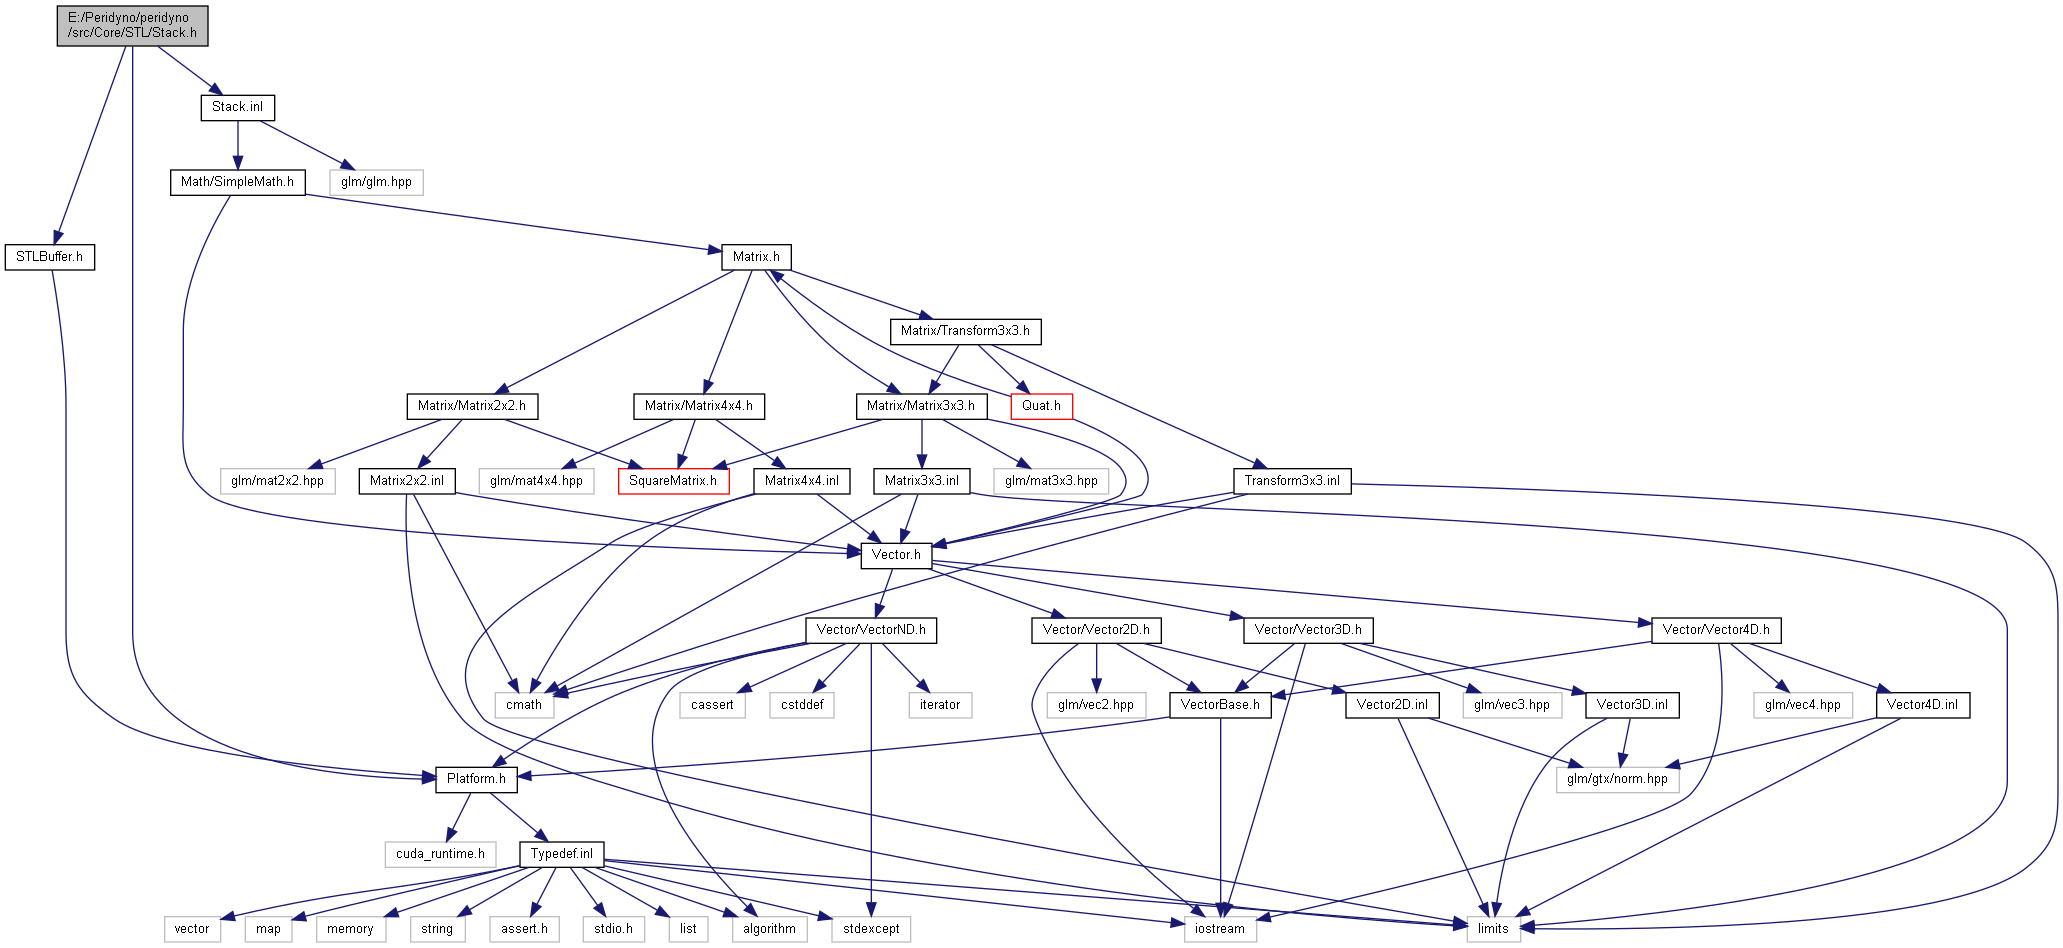 E:/Peridyno/peridyno
/src/Core/STL/Stack.h
Stack.inl
Math/SimpleMath.h
glm/glm.hpp
STLBuffer.h
Matrix.h
Matrix/Transform3x3.h
Matrix/Matrix2x2.h
Matrix/Matrix4x4.h
Matrix/Matrix3x3.h
Quat.h
glm/mat2x2.hpp
Matrix2x2.inl
glm/mat4x4.hpp
SquareMatrix.h
Matrix4x4.inl
Matrix3x3.inl
glm/mat3x3.hpp
Transform3x3.inl
Vector.h
Vector/VectorND.h
Vector/Vector2D.h
Vector/Vector3D.h
Vector/Vector4D.h
cmath
cassert
cstddef
iterator
glm/vec2.hpp
VectorBase.h
Vector2D.inl
glm/vec3.hpp
Vector3D.inl
glm/vec4.hpp
Vector4D.inl
Platform.h
glm/gtx/norm.hpp
cuda_runtime.h
Typedef.inl
vector
map
memory
string
assert.h
stdio.h
list
algorithm
stdexcept
iostream
limits